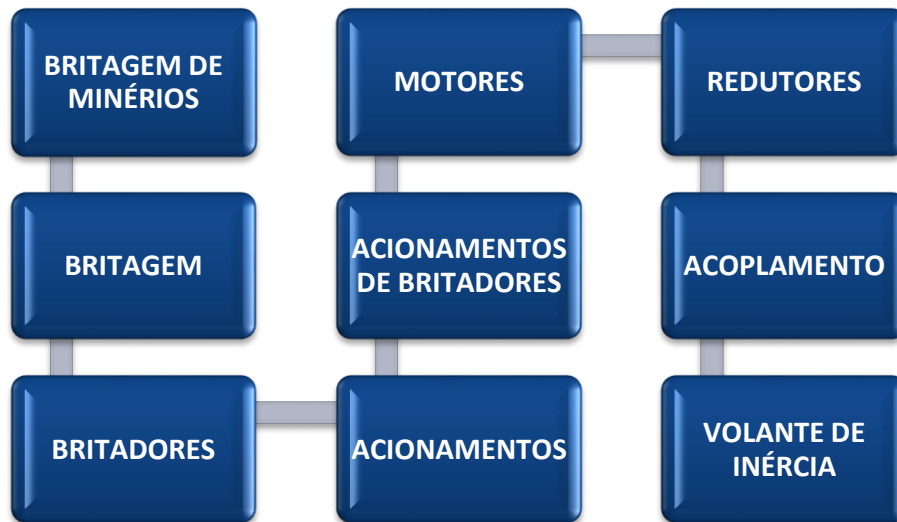 BRITAGEM DE
MINÉRIOS
BRITAGEM
BRITADORES
ACIONAMENTOS
ACIONAMENTOS
DE BRITADORES
MOTORES
REDUTORES
ACOPLAMENTO
VOLANTE DE
INÉRCIA